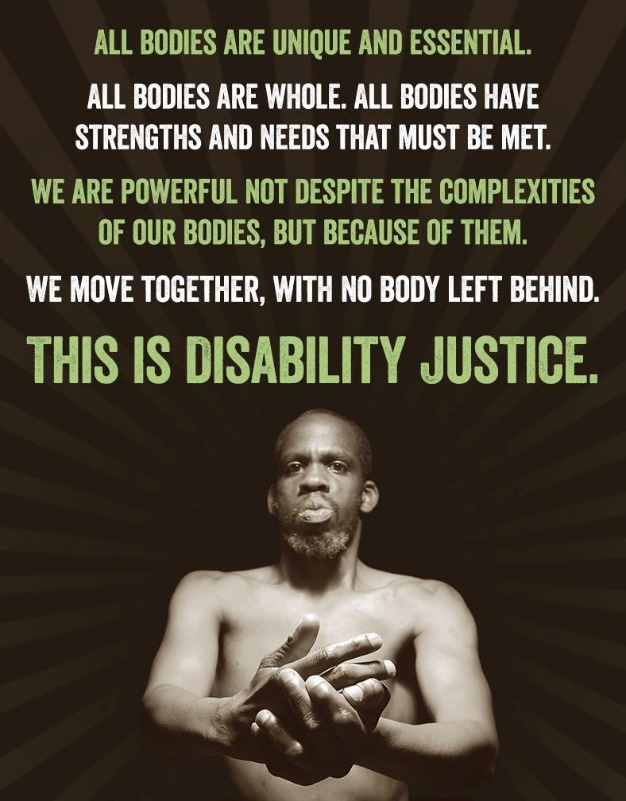 ALL BODIES ARE UNIQUE AND ESSENTIAL.
ALL BODIES ARE WHOLE. ALL BODIES HAVE
STRENGTHS AND NEEDS THAT MUST BE MET.
WE ARE POWERFUL NOT DESPITE THE COMPLEXITIES
OF OUR BODIES, BUT BECAUSE OF THEM.
WE MOVE TOGETHER, WITH NO BODY LEFT BEHIND.
THIS IS DISABILITY JUSTICE.